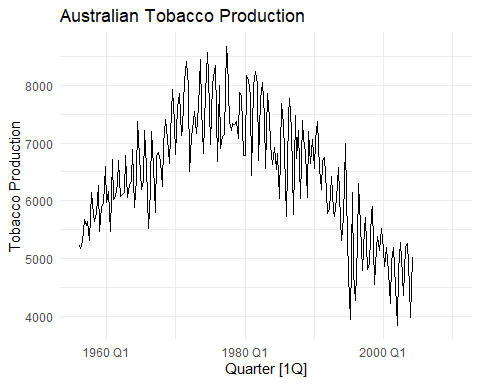 Australian Tobacco Production
Tobacco Production
8000
7000
6000
5000
4000
1960 Q1
1980 Q1
2000 Q1
Quarter [1Q]